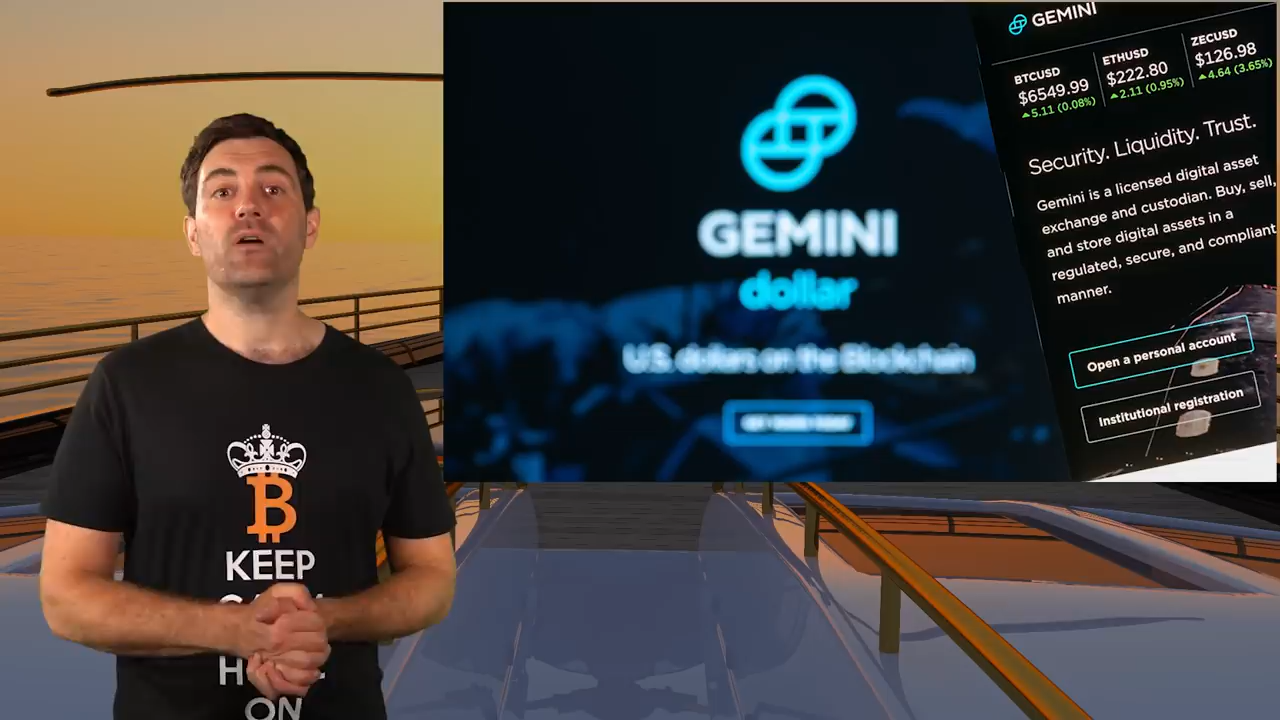 GEMINI
dollar
U.S. dollars on the Blockchain
GEMINI
BTCUSD
$6549.99
5.11 (0.08%)
ETHUSD
$222.80
2.11 (0.95%)
ZECUSD
$126.98
4.64 (3.65%)
Security. Liquidity. Trust.
Gemini is a licensed digital asset
exchange and custodian. Buy, sell,
and store digital assets in a
regulated, secure, and compliant
manner.
Open a personal account
Institutional registration
KEEP
ON